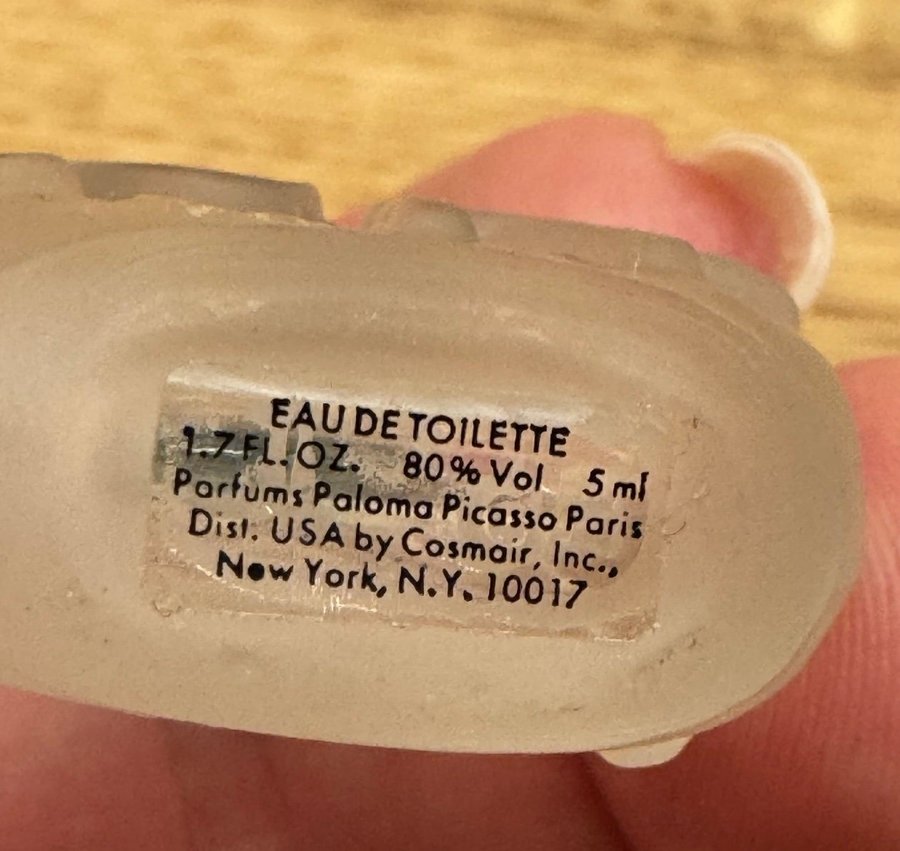 EAU DE TOILETTE
1.7 FL. OZ. 80% Vol 5 ml
Parfums Paloma Picasso Paris
Dist. USA by Cosmair, Inc.,
New York, N.Y. 10017